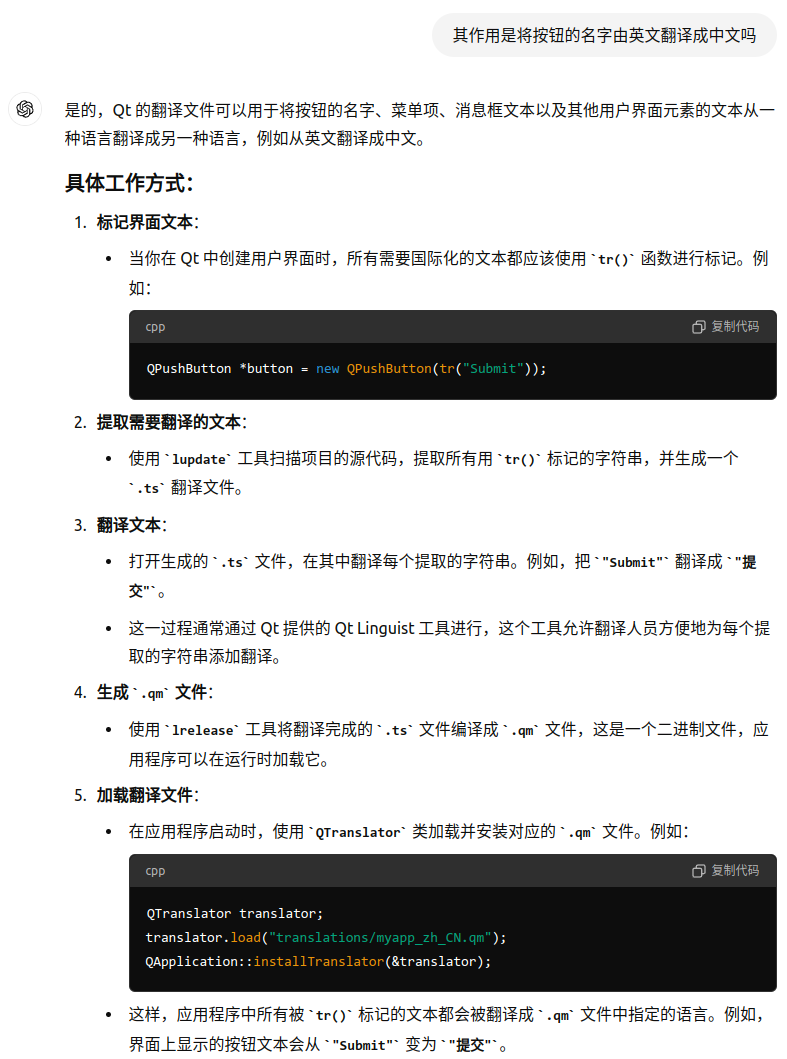 其作用是将按钮的名字由英文翻译成中文吗
是的，Qt 的翻译文件可以用于将按钮的名字、菜单项、消息框文本以及其他用户界面元素的文本从一
种语言翻译成另一种语言，例如从英文翻译成中文。
具体工作方式：
1. 标记界面文本：
• 当你在 Qt 中创建用户界面时，所有需要国际化的文本都应该使用 `tr()` 函数进行标记。例
如：
cpp 复制代码
QPushButton *button = new QPushButton(tr("Submit"));
2. 提取需要翻译的文本：
• 使用 `lupdate` 工具扫描项目的源代码，提取所有用 `tr()` 标记的字符串，并生成一个
`.ts` 翻译文件。
3. 翻译文本：
• 打开生成的 `.ts` 文件，在其中翻译每个提取的字符串。例如，把 `"Submit"` 翻译成 `"提
交"`。
• 这一过程通常通过 Qt 提供的 Qt Linguist 工具进行，这个工具允许翻译人员方便地为每个提
取的字符串添加翻译。
4. 生成 `.qm` 文件：
• 使用 `lrelease` 工具将翻译完成的 `.ts` 文件编译成 `.qm` 文件，这是一个二进制文件，应
用程序可以在运行时加载它。
5. 加载翻译文件：
• 在应用程序启动时，使用 `QTranslator` 类加载并安装对应的 `.qm` 文件。例如：
cpp 复制代码
QTranslator translator;
translator.load("translations/myapp_zh_CN.qm");
QApplication::installTranslator(&translator);
• 这样，应用程序中所有被 `tr()` 标记的文本都会被翻译成 `.qm` 文件中指定的语言。例如，
界面上显示的按钮文本会从 `"Submit"` 变为 `"提交"`。